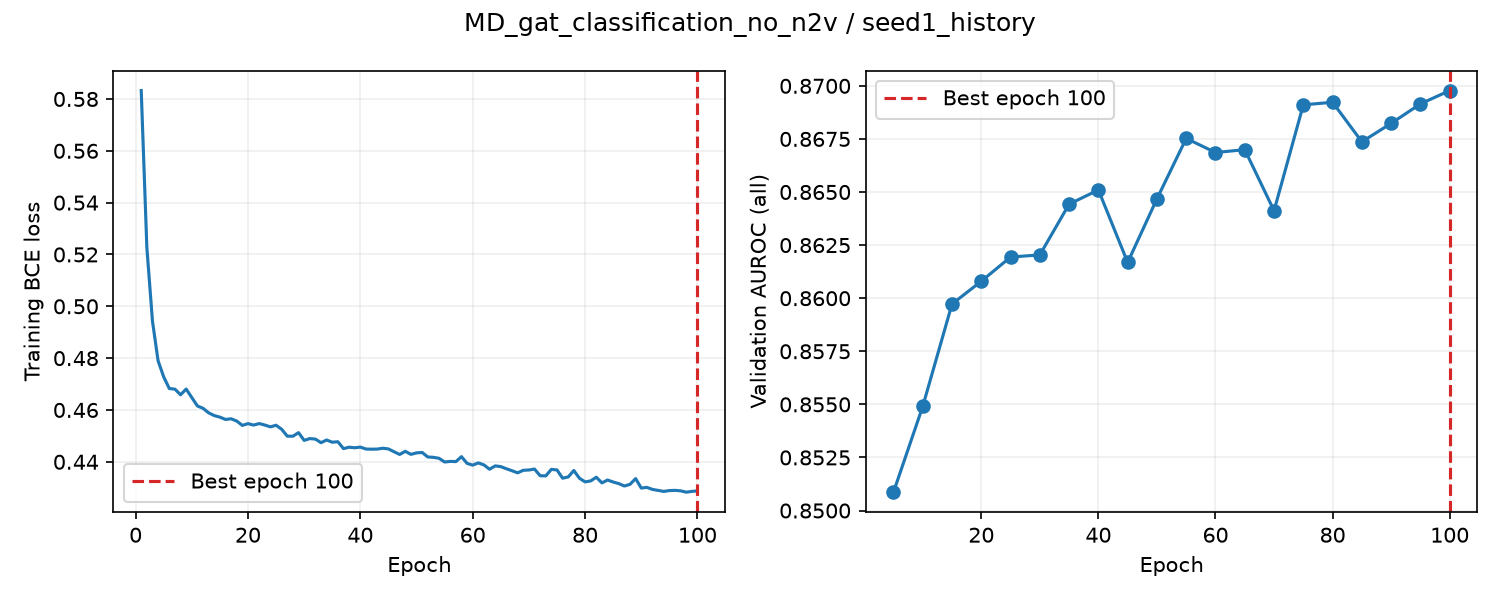 MD_gat_classification_no_n2v / seed1_history
Training BCE loss
0.58
0.56
0.54
0.52
0.50
0.48
0.46
0.44
Best epoch 100
0 20 40 60 80 100
Epoch
Validation AUROC (all)
0.8700
0.8675
0.8650
0.8625
0.8600
0.8575
0.8550
0.8525
0.8500
Best epoch 100
20 40 60 80 100
Epoch